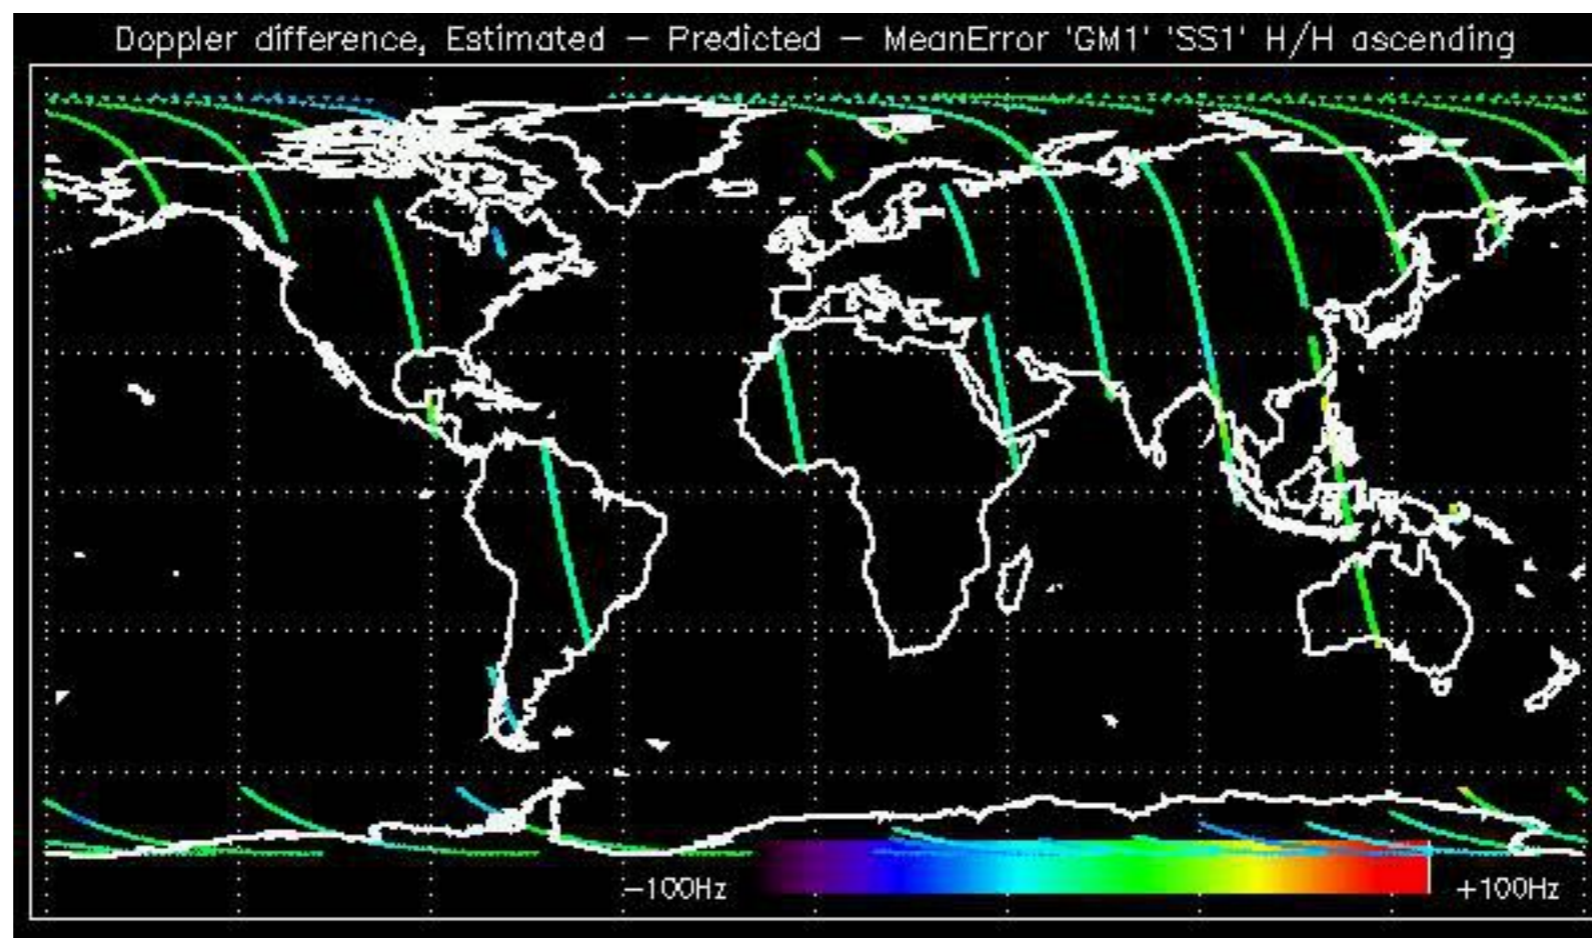 Doppler difference, Estimated – Predicted – MeanError 'GM1' 'SS1' H/H ascending
–100Hz
+100Hz